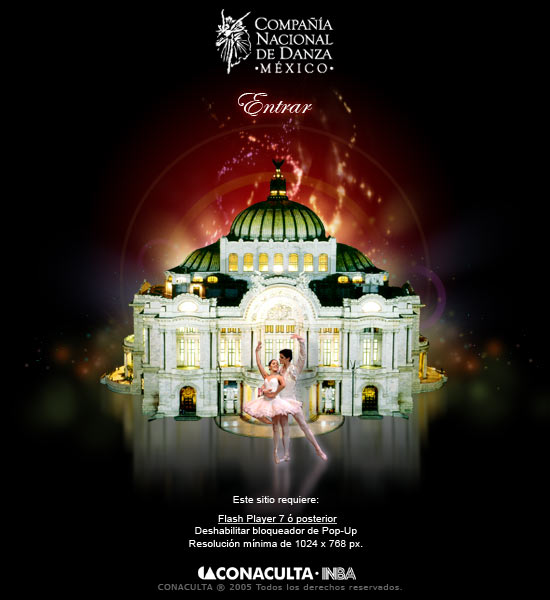 COMPAÑÍA
NACIONAL
DE DANZA
•MÉXICO•
Entrar
Este sitio requiere:
Flash Player 7 ó posterior
Deshabilitar bloqueador de Pop-Up
Resolución mínima de 1024 x 768 px.
CONACULTA • INBA
CONACULTA ® 2005 Todos los derechos reservados.